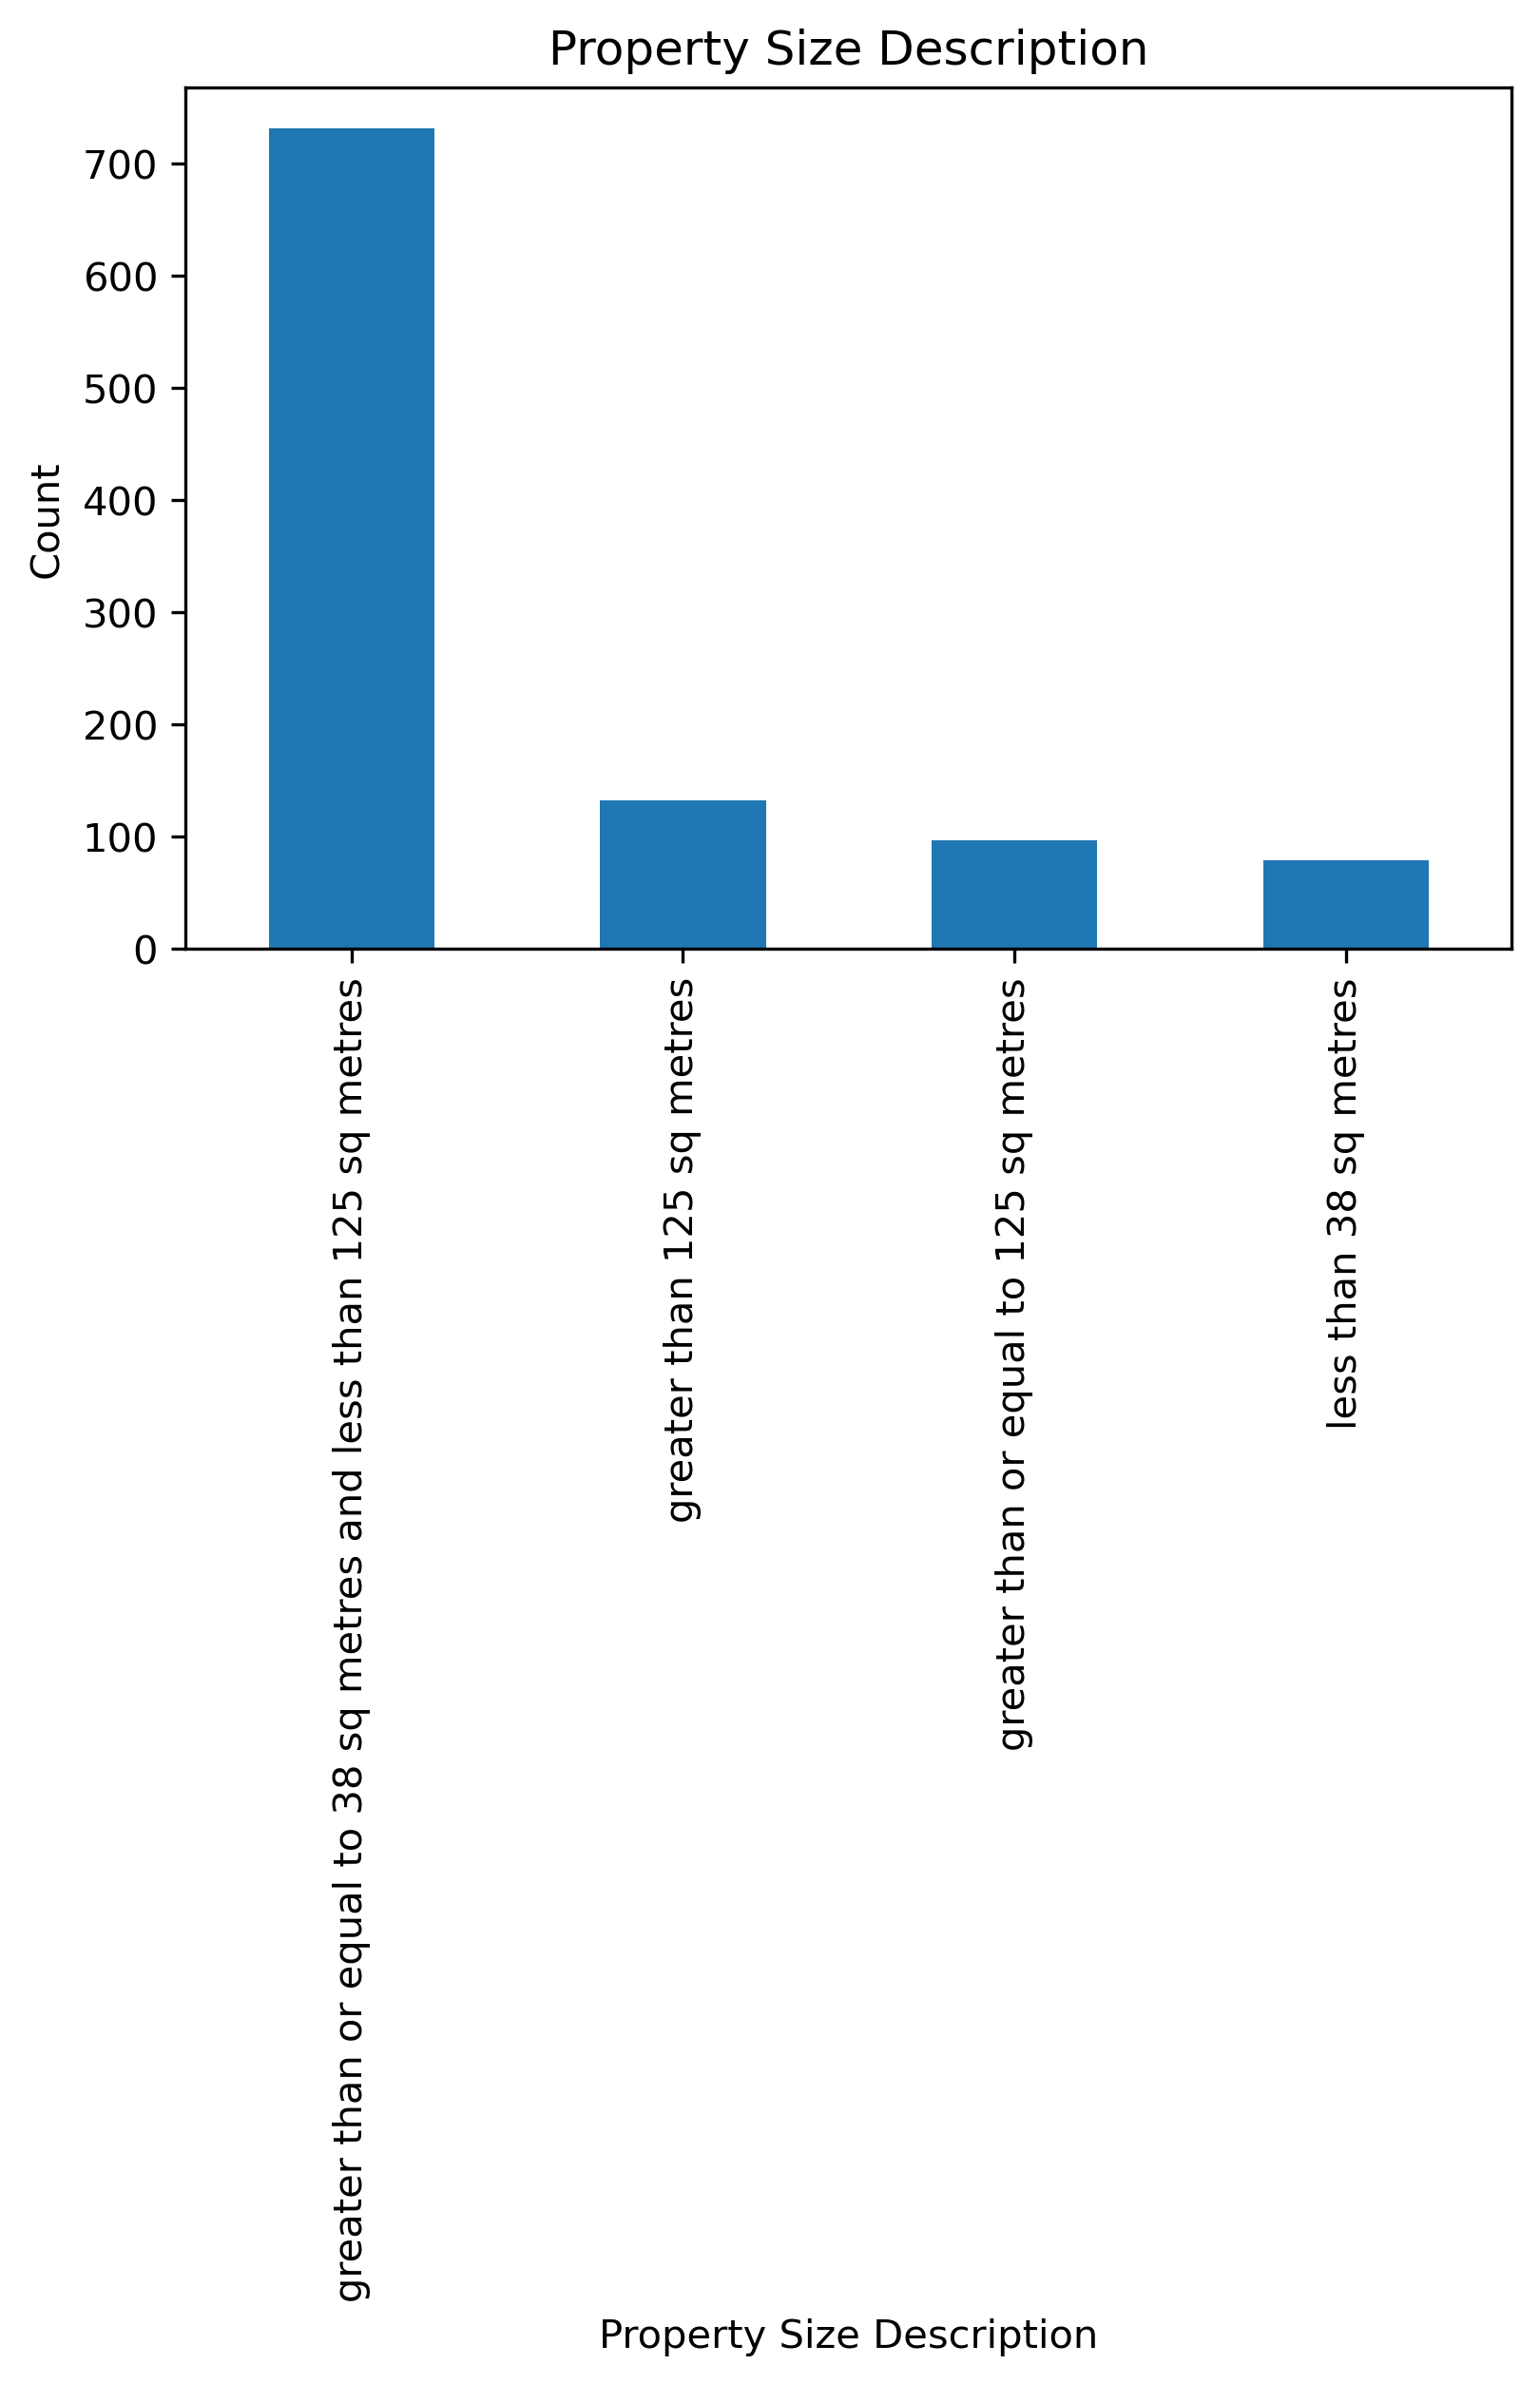 Property Size Description
Count
700
600
500
400
300
200
100
0
greater than or equal to 38 sq metres and less than 125 sq metres
greater than 125 sq metres
greater than or equal to 125 sq metres
less than 38 sq metres
Property Size Description